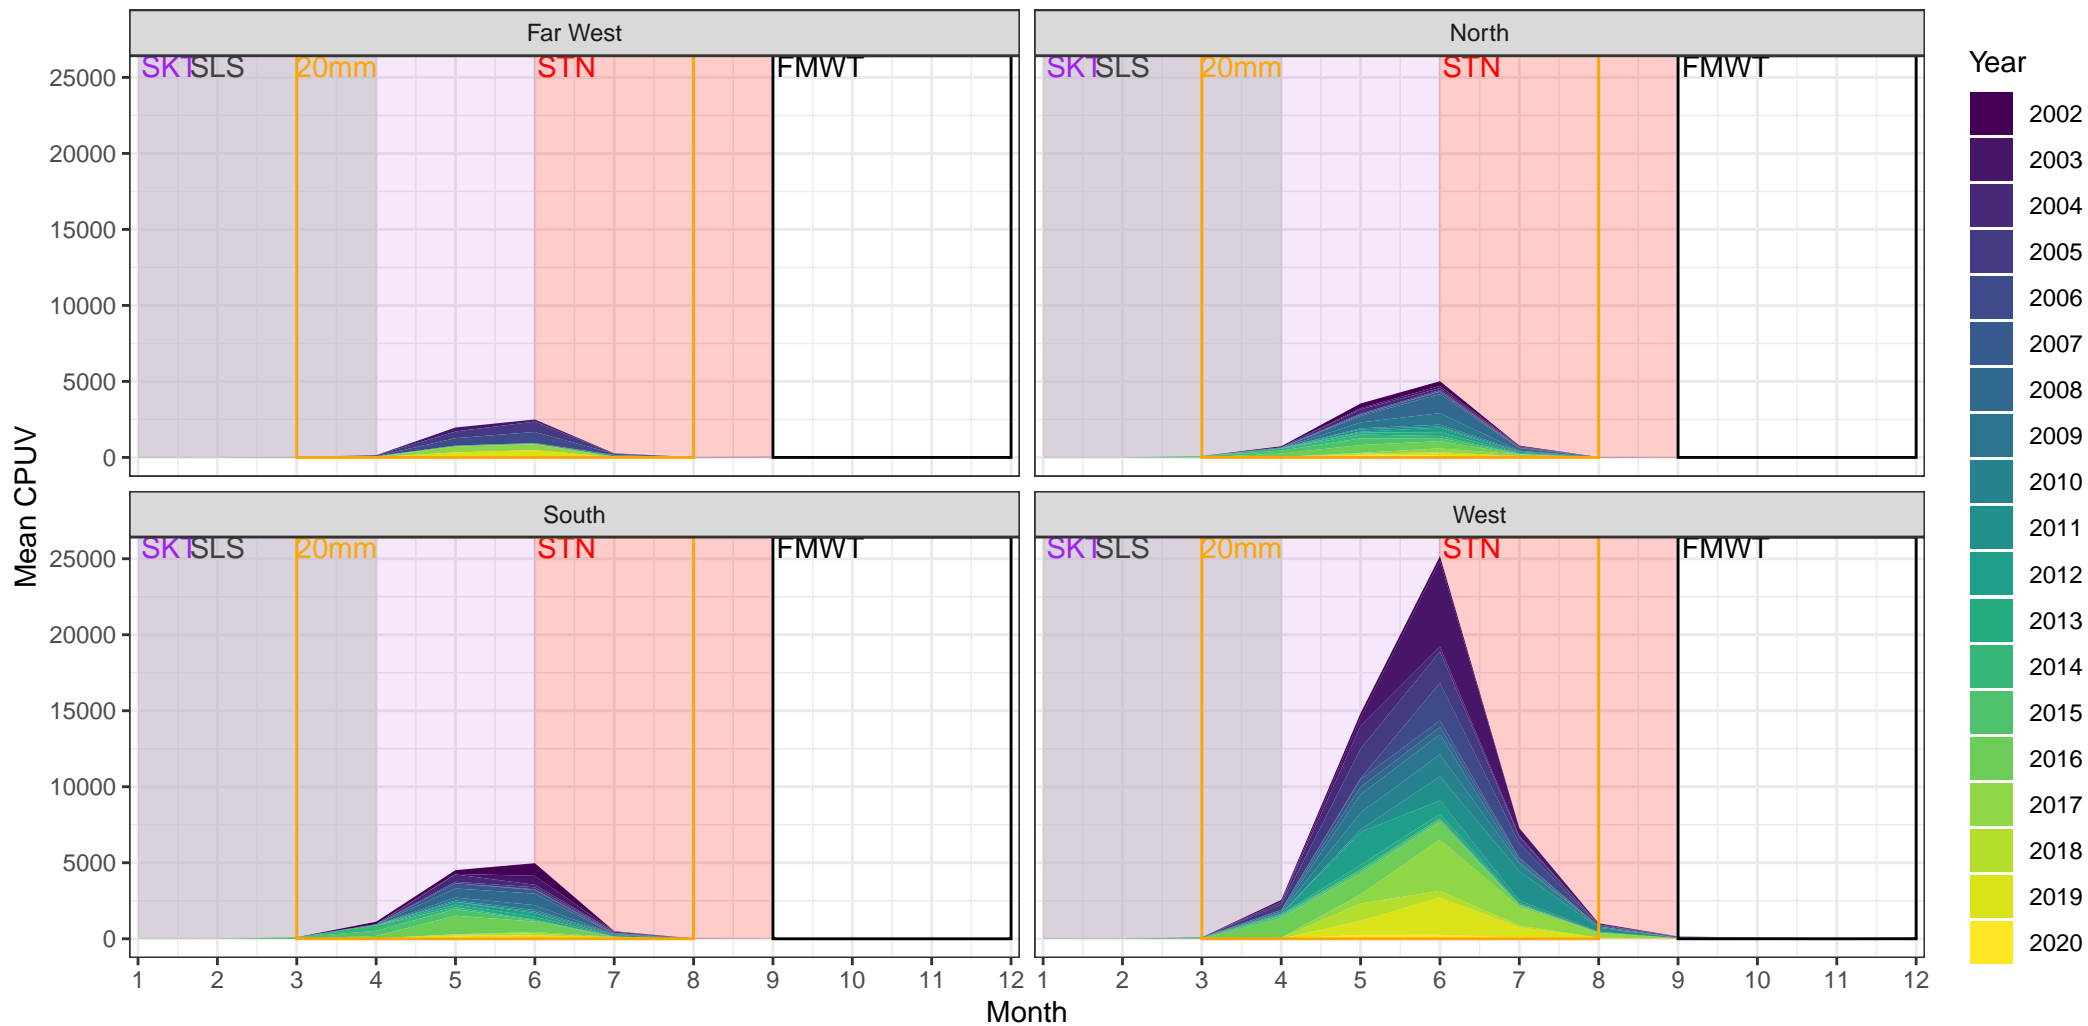 Far West
North
SKT SLS 20mm STN FMWT
SKT SLS 20mm STN FMWT
25000
20000
15000
10000
5000
0
South
West
SKT SLS 20mm STN FMWT
SKT SLS 20mm STN FMWT
25000
20000
15000
10000
5000
0
1 2 3 4 5 6 7 8 9 10 11 12
1 2 3 4 5 6 7 8 9 10 11 12
Month
Mean CPUV
Year
2002
2003
2004
2005
2006
2007
2008
2009
2010
2011
2012
2013
2014
2015
2016
2017
2018
2019
2020